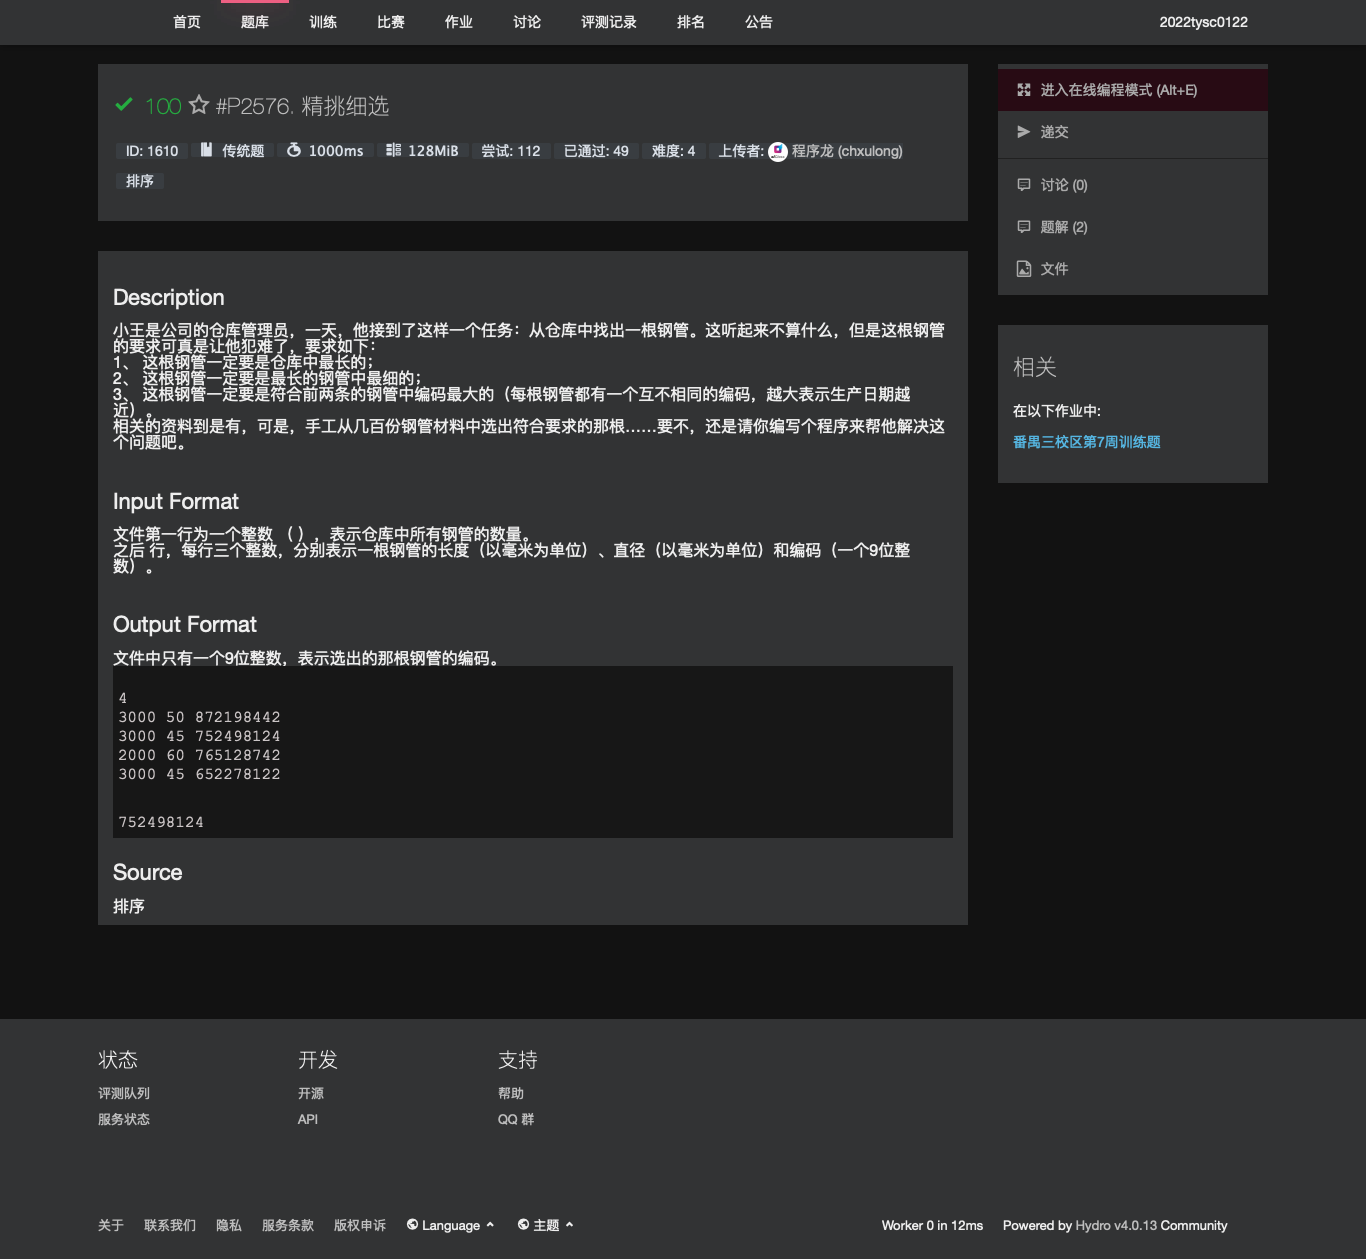 首页 题库 训练 比赛 作业 讨论 评测记录 排名 公告 2022tysc0122
100 #P2576. 精挑细选
ID: 1610 传统题 1000ms 128MiB 尝试: 112 已通过: 49 难度: 4 上传者: 程序龙 (chxulong)
排序
Description
小王是公司的仓库管理员，一天，他接到了这样一个任务：从仓库中找出一根钢管。这听起来不算什么，但是这根钢管
的要求可真是让他犯难了，要求如下：
1、 这根钢管一定要是仓库中最长的；
2、 这根钢管一定要是最长的钢管中最细的；
3、 这根钢管一定要是符合前两条的钢管中编码最大的（每根钢管都有一个互不相同的编码，越大表示生产日期越
近）。
相关的资料到是有，可是，手工从几百份钢管材料中选出符合要求的那根……要不，还是请你编写个程序来帮他解决这
个问题吧。
Input Format
文件第一行为一个整数 （ ），表示仓库中所有钢管的数量。
之后 行，每行三个整数，分别表示一根钢管的长度（以毫米为单位）、直径（以毫米为单位）和编码（一个9位整
数）。
Output Format
文件中只有一个9位整数，表示选出的那根钢管的编码。
4
3000 50 872198442
3000 45 752498124
2000 60 765128742
3000 45 652278122
752498124
Source
排序
进入在线编程模式 (Alt+E)
递交
讨论 (0)
题解 (2)
文件
相关
在以下作业中:
番禺三校区第7周训练题
状态 开发 支持
评测队列 开源 帮助
服务状态 API QQ 群
关于 联系我们 隐私 服务条款 版权申诉 Language 主题 Worker 0 in 12ms Powered by Hydro v4.0.13 Community